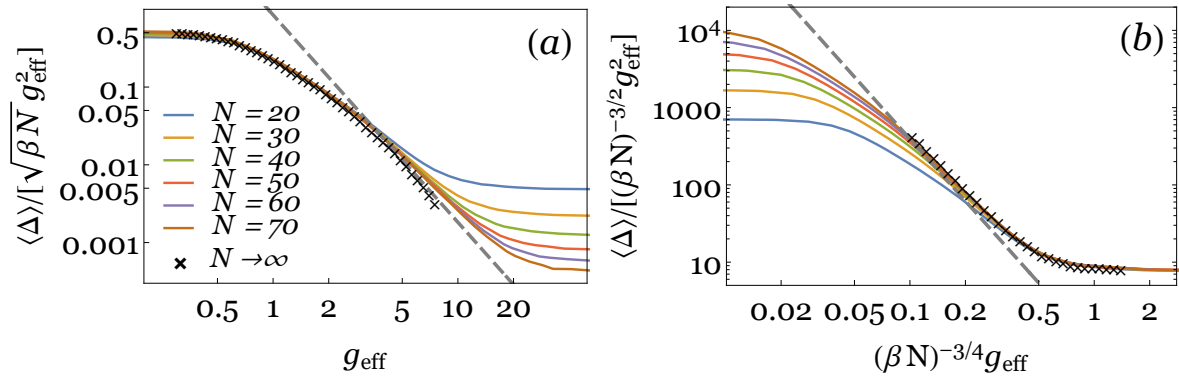 ⟨Δ⟩/[√βN g²eff]
0.5
0.1
0.05
0.01
0.005
0.001
(a)
N = 20
N = 30
N = 40
N = 50
N = 60
N = 70
N → ∞
0.5 1 2 5 10 20
geff
⟨Δ⟩/[(βN)^−3/2 g²eff]
10⁴
1000
100
10
(b)
0.02 0.05 0.1 0.2 0.5 1 2
(β N)^−3/4 geff